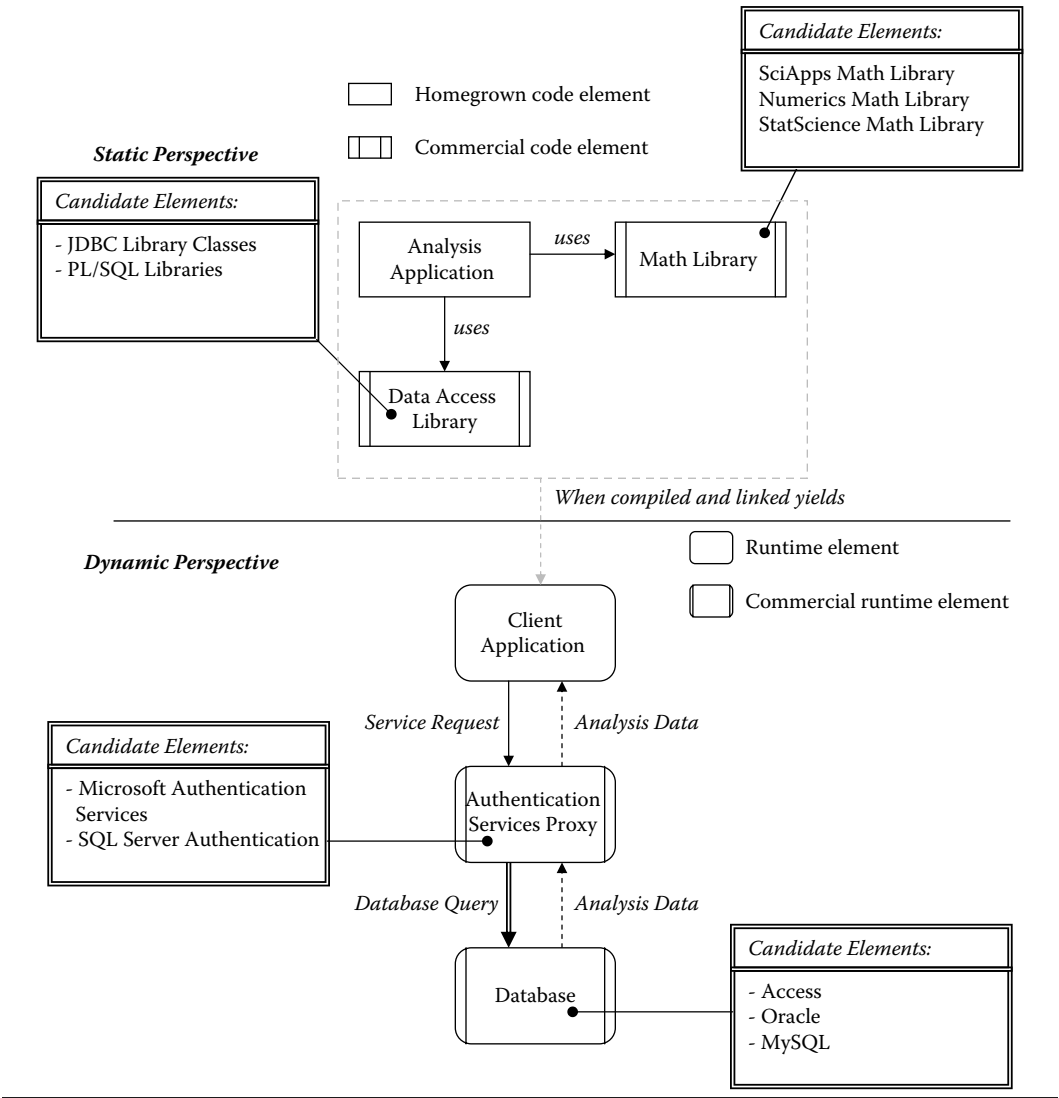 Candidate Elements:
SciApps Math Library
Numerics Math Library
StatScience Math Library
Homegrown code element
Commercial code element
Static Perspective
Candidate Elements:
- JDBC Library Classes
- PL/SQL Libraries
Analysis
Application
uses
Math Library
uses
Data Access
Library
When compiled and linked yields
Dynamic Perspective
Runtime element
Commercial runtime element
Client
Application
Service Request
Analysis Data
Candidate Elements:
- Microsoft Authentication
Services
- SQL Server Authentication
Authentication
Services Proxy
Database Query
Analysis Data
Database
Candidate Elements:
- Access
- Oracle
- MySQL